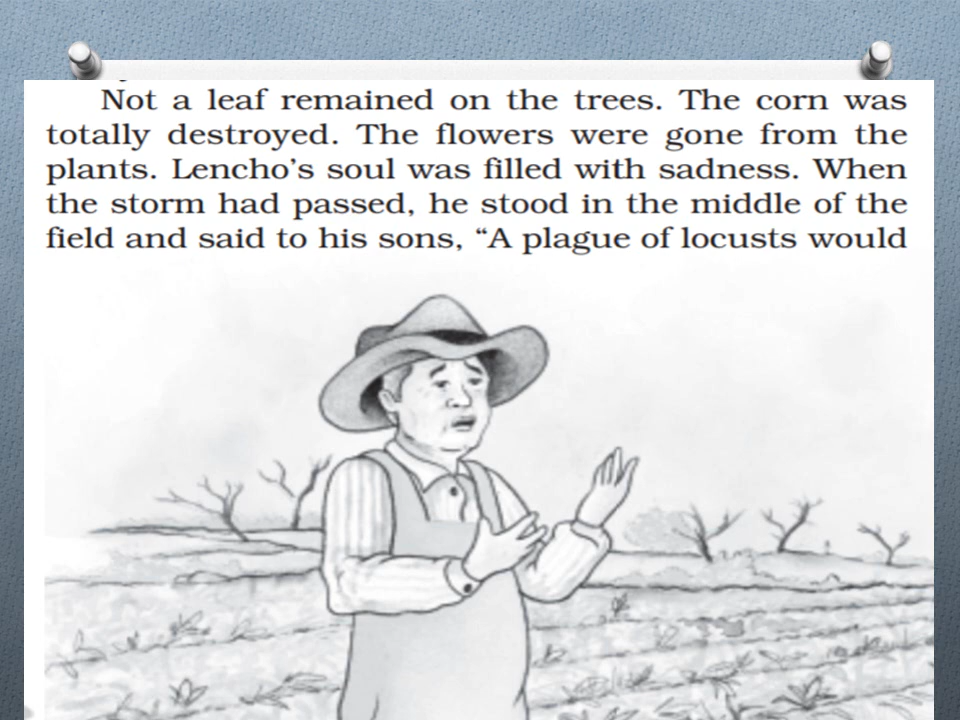 Not a leaf remained on the trees. The corn was
totally destroyed. The flowers were gone from the
plants. Lencho’s soul was filled with sadness. When
the storm had passed, he stood in the middle of the
field and said to his sons, “A plague of locusts would